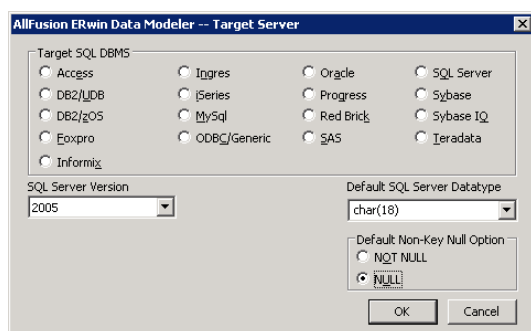 AllFusion ERwin Data Modeler -- Target Server
Target SQL DBMS
Access Ingres Oracle SQL Server
DB2/UDB iSeries Progress Sybase
DB2/zOS MySql Red Brick Sybase IQ
Foxpro ODBC/Generic SAS Teradata
Informix
SQL Server Version Default SQL Server Datatype
2005 char(18)
Default Non-Key Null Option
NOT NULL
NULL
OK Cancel